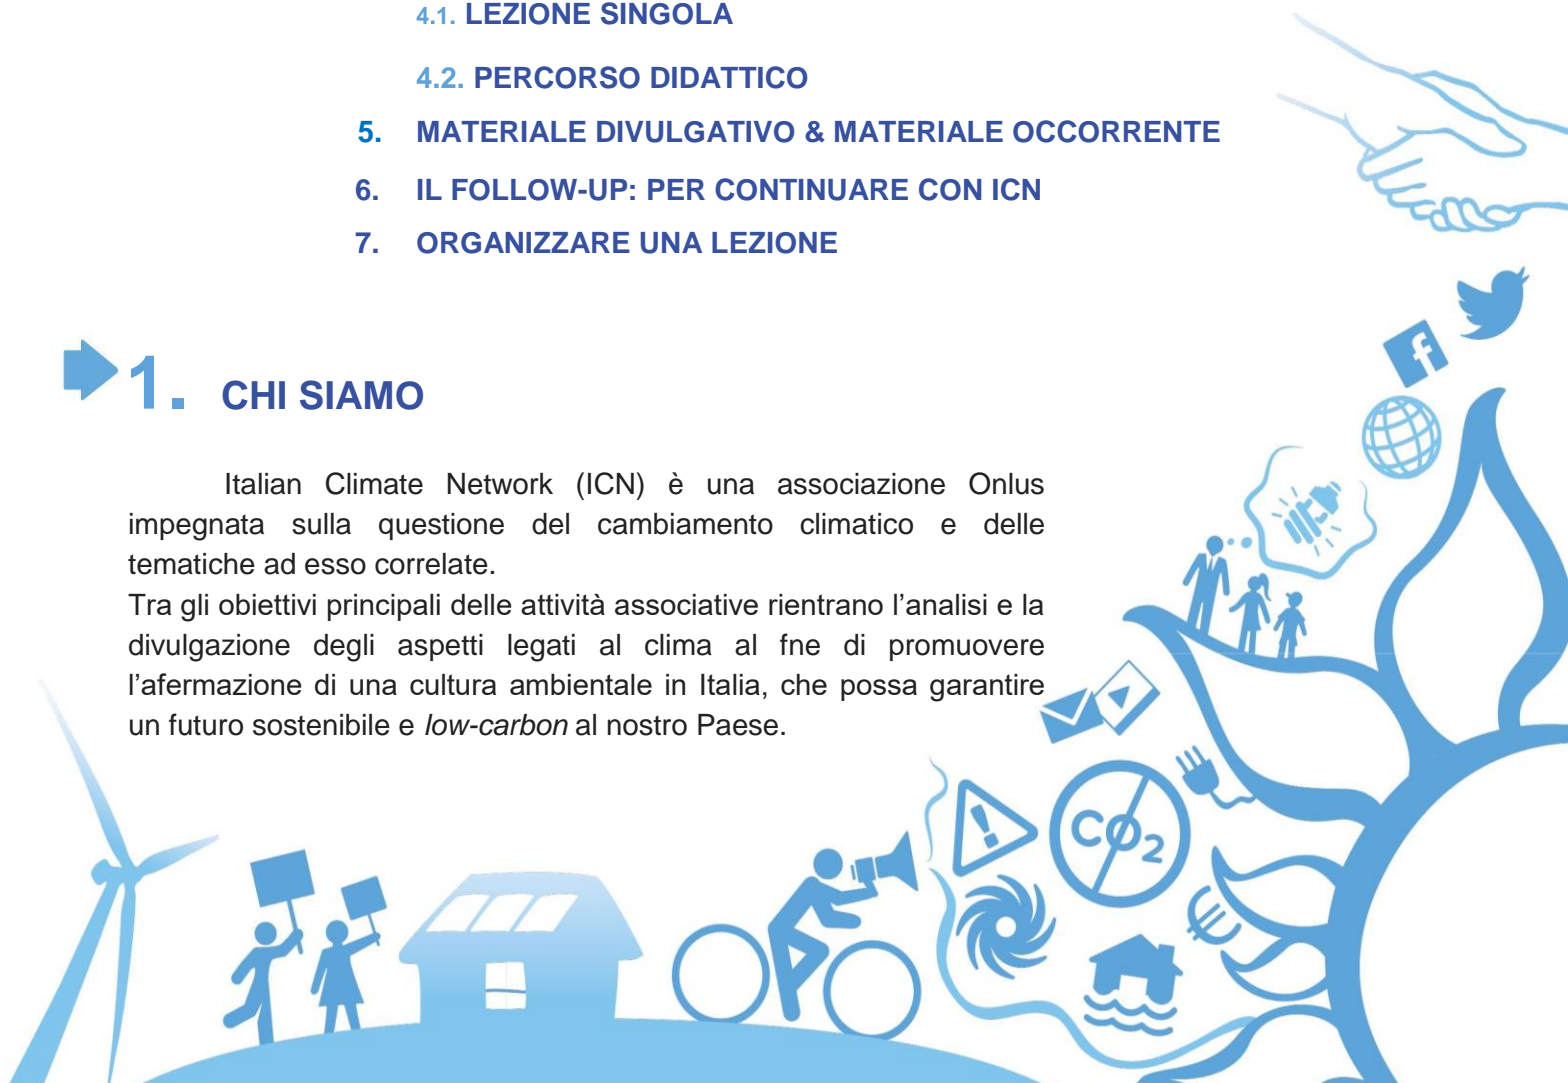 4.1. LEZIONE SINGOLA
4.2. PERCORSO DIDATTICO
5. MATERIALE DIVULGATIVO & MATERIALE OCCORRENTE
6. IL FOLLOW-UP: PER CONTINUARE CON ICN
7. ORGANIZZARE UNA LEZIONE
1. CHI SIAMO
Italian Climate Network (ICN) è una associazione Onlus
impegnata sulla questione del cambiamento climatico e delle
tematiche ad esso correlate.
Tra gli obiettivi principali delle attività associative rientrano l’analisi e la
divulgazione degli aspetti legati al clima al fne di promuovere
l’afermazione di una cultura ambientale in Italia, che possa garantire
un futuro sostenibile e low-carbon al nostro Paese.
CO2